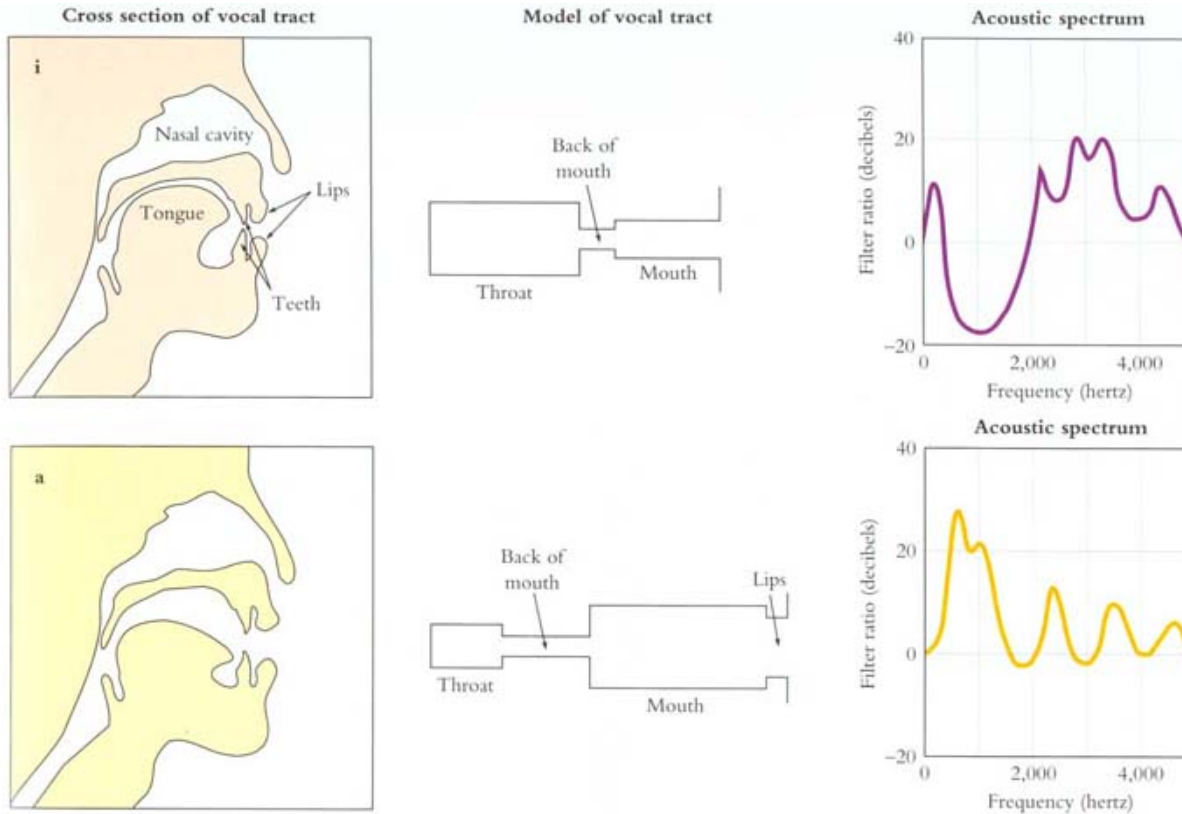 Cross section of vocal tract
Model of vocal tract
Acoustic spectrum
i
Nasal cavity
Tongue
Lips
Teeth
Back of
mouth
Throat
Mouth
40
20
0
−20
Filter ratio (decibels)
0
2,000
4,000
Frequency (hertz)
a
Back of
mouth
Lips
Throat
Mouth
Acoustic spectrum
40
20
0
−20
Filter ratio (decibels)
0
2,000
4,000
Frequency (hertz)